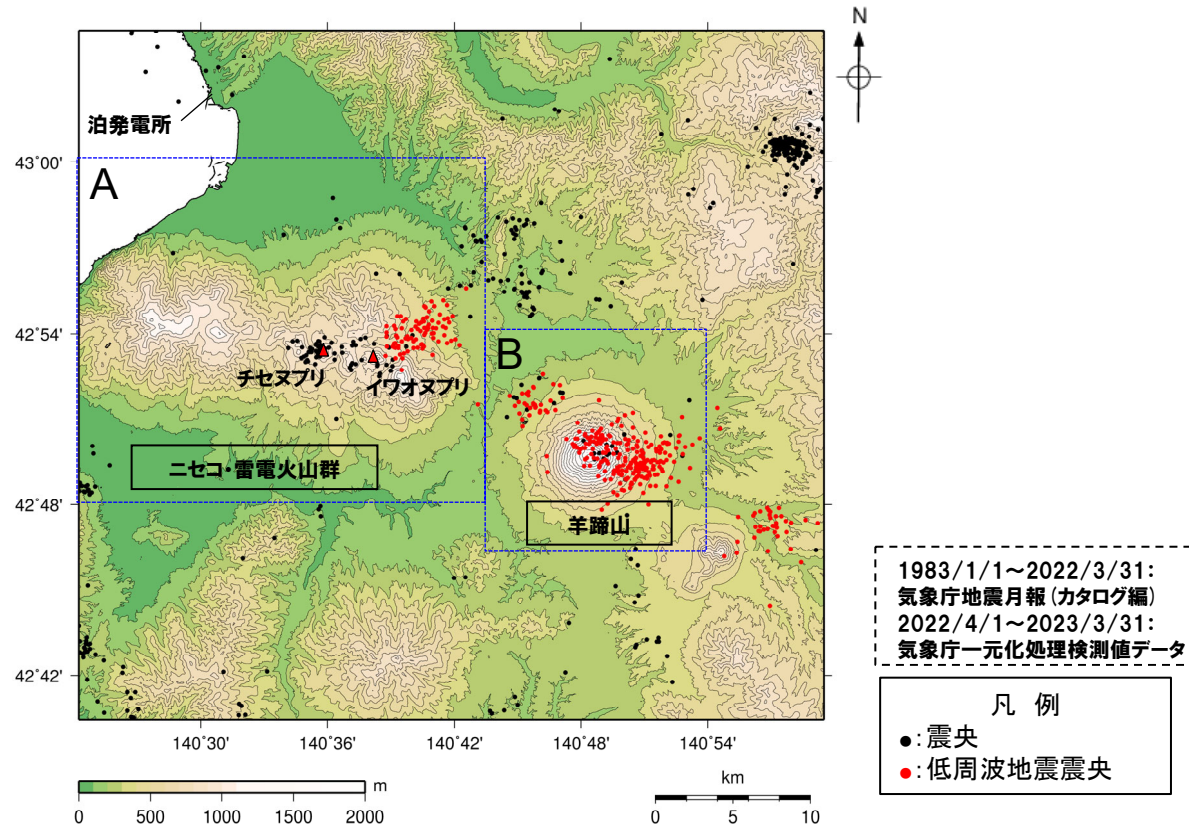 N
泊発電所
43°00'
A
42°54'
B
チセヌプリ
イワオヌプリ
ニセコ・雷電火山群
42°48'
羊蹄山
1983/1/1～2022/3/31:
気象庁地震月報(カタログ編)
2022/4/1～2023/3/31:
気象庁一元化処理検測値データ
42°42'
凡 例
●:震央
●:低周波地震震央
140°30' 140°36' 140°42' 140°48' 140°54'
m
0 500 1000 1500 2000
km
0 5 10